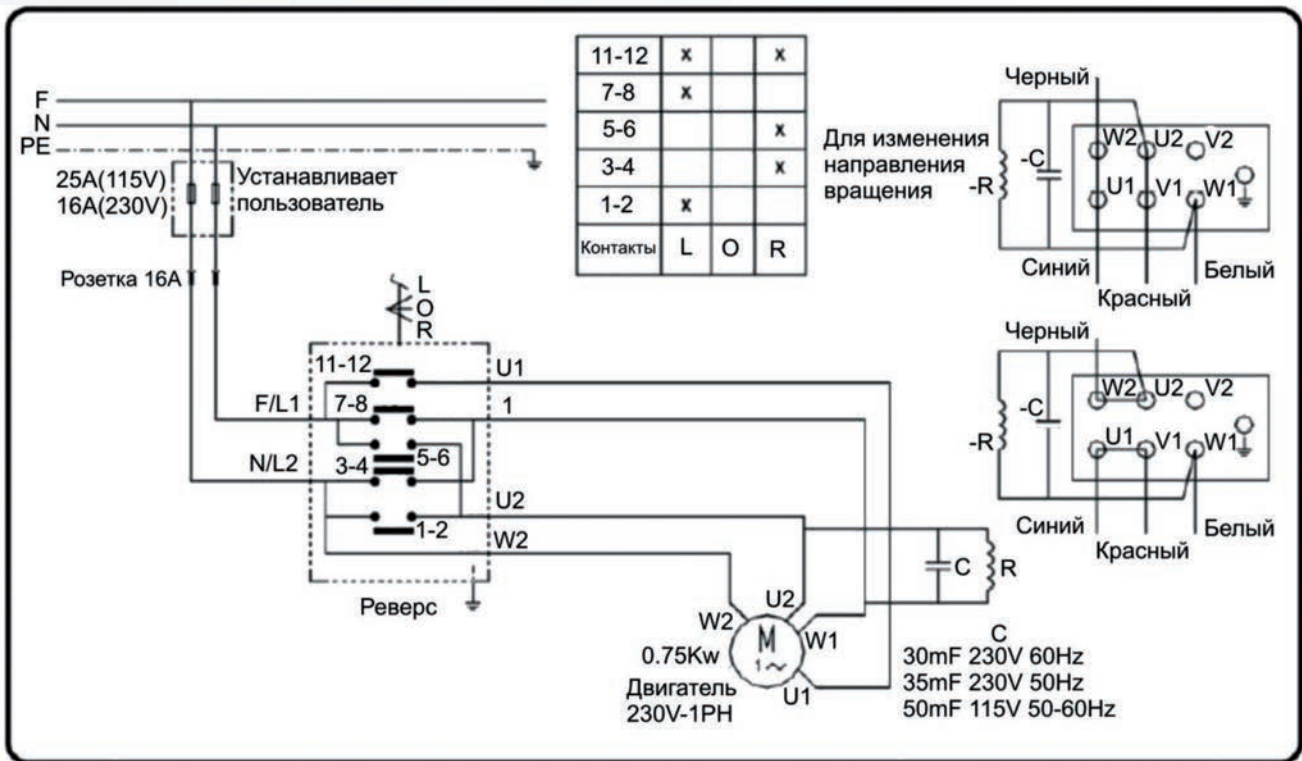 F
N
PE
25A(115V)
16A(230V)
Устанавливает
пользователь
Розетка 16А
11-12 x x
7-8 x
5-6 x
3-4 x
1-2 x
Контакты L O R
L
O
R
11-12
7-8
5-6
3-4
1-2
F/L1
N/L2
U1
1
U2
W2
Реверс
W2
U2
W1
U1
M
1~
0.75Kw
Двигатель
230V-1PH
C
R
C
30mF 230V 60Hz
35mF 230V 50Hz
50mF 115V 50-60Hz
Для изменения
направления
вращения
Черный
-R
-C
W2 U2 V2
U1 V1 W1
Синий
Красный
Белый
Черный
-R
-C
W2 U2 V2
U1 V1 W1
Синий
Красный
Белый